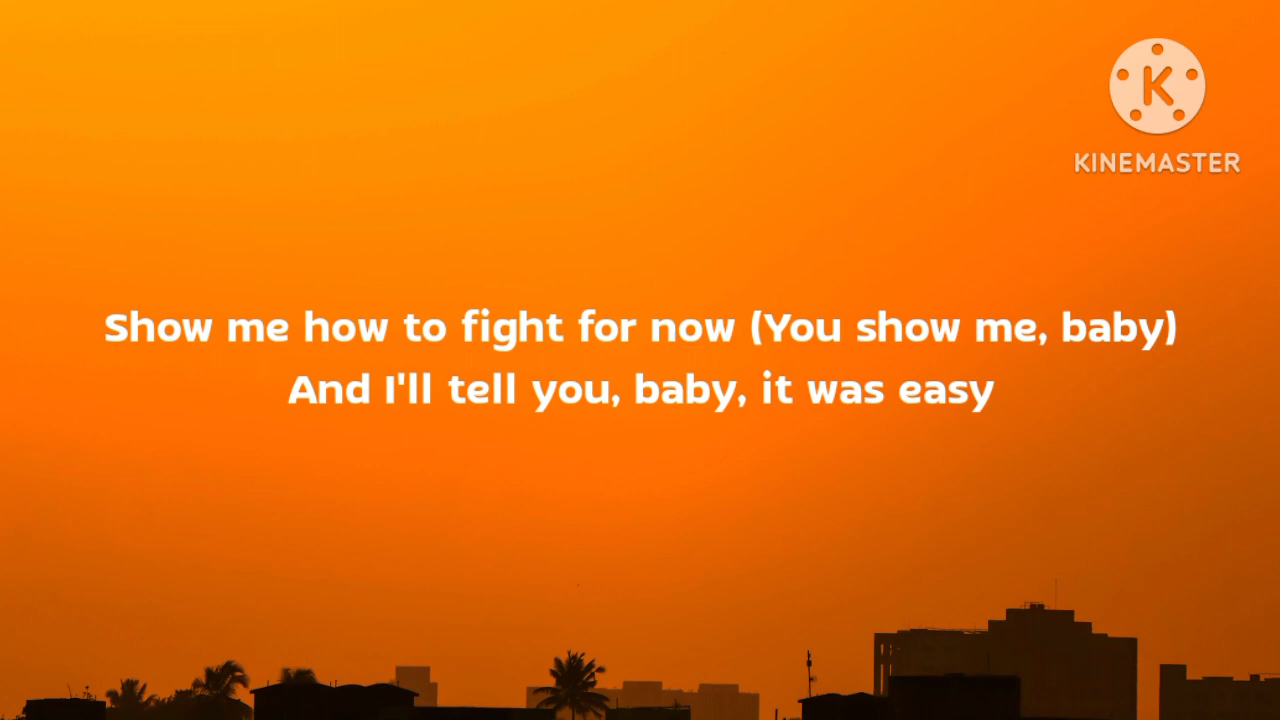 K
KINEMASTER
Show me how to fight for now (You show me, baby)
And I'll tell you, baby, it was easy